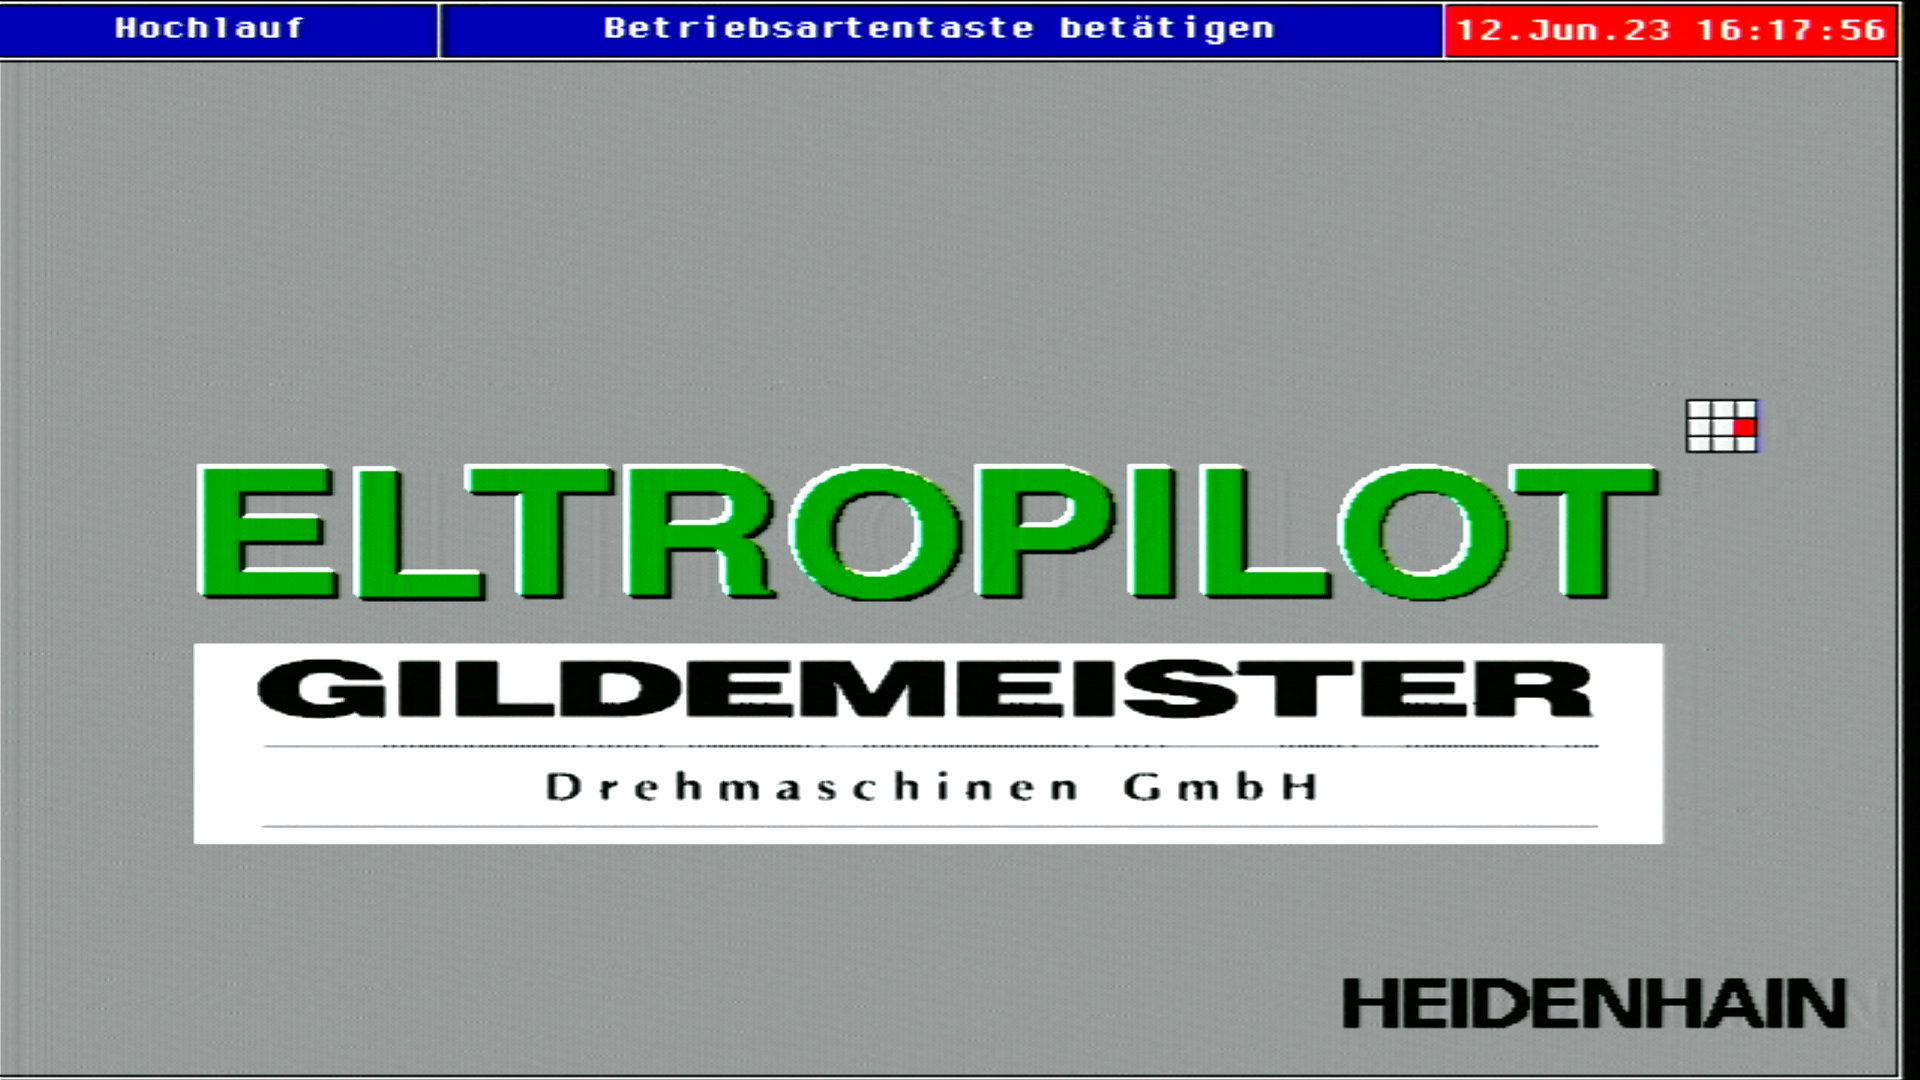 Hochlauf
Betriebsartentaste betätigen
12.Jun.23 16:17:56
ELTROPILOT
GILDEMEISTER
Drehmaschinen GmbH
HEIDENHAIN